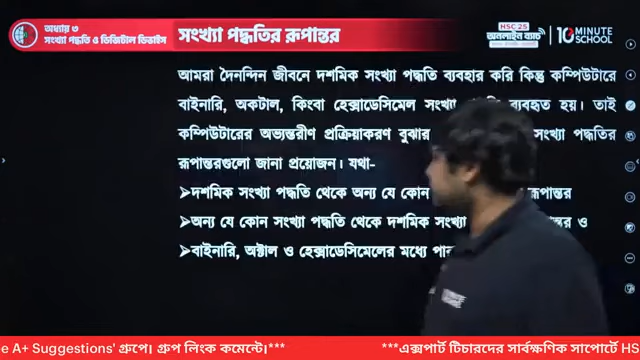 অধ্যায় ৩
সংখ্যা পদ্ধতি ও ডিজিটাল ডিভাইস
সংখ্যা পদ্ধতির রূপান্তর
HSC 25
অনলাইন ব্যাচ
10 MINUTE SCHOOL
আমরা দৈনন্দিন জীবনে দশমিক সংখ্যা পদ্ধতি ব্যবহার করি কিন্তু কম্পিউটারে
বাইনারি, অকটাল, কিংবা হেক্সাডেসিমেল সংখ্যা ব্যবহৃত হয়। তাই
কম্পিউটারের অভ্যন্তরীণ প্রক্রিয়াকরণ বুঝার সংখ্যা পদ্ধতির
রূপান্তরগুলো জানা প্রয়োজন। যথা-
➢দশমিক সংখ্যা পদ্ধতি থেকে অন্য যে কোন রূপান্তর
➢অন্য যে কোন সংখ্যা পদ্ধতি থেকে দশমিক সংখ্যা ও
➢বাইনারি, অক্টাল ও হেক্সাডেসিমেলের মধ্যে
e A+ Suggestions' গ্রুপে। গ্রুপ লিংক কমেন্টে।*** ***এক্সপার্ট টিচারদের সার্বক্ষণিক সাপোর্টে HS